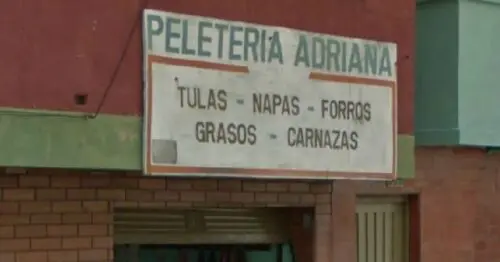 PELETERIA ADRIANA
TULAS - NAPAS - FORROS
GRASOS - CARNAZAS